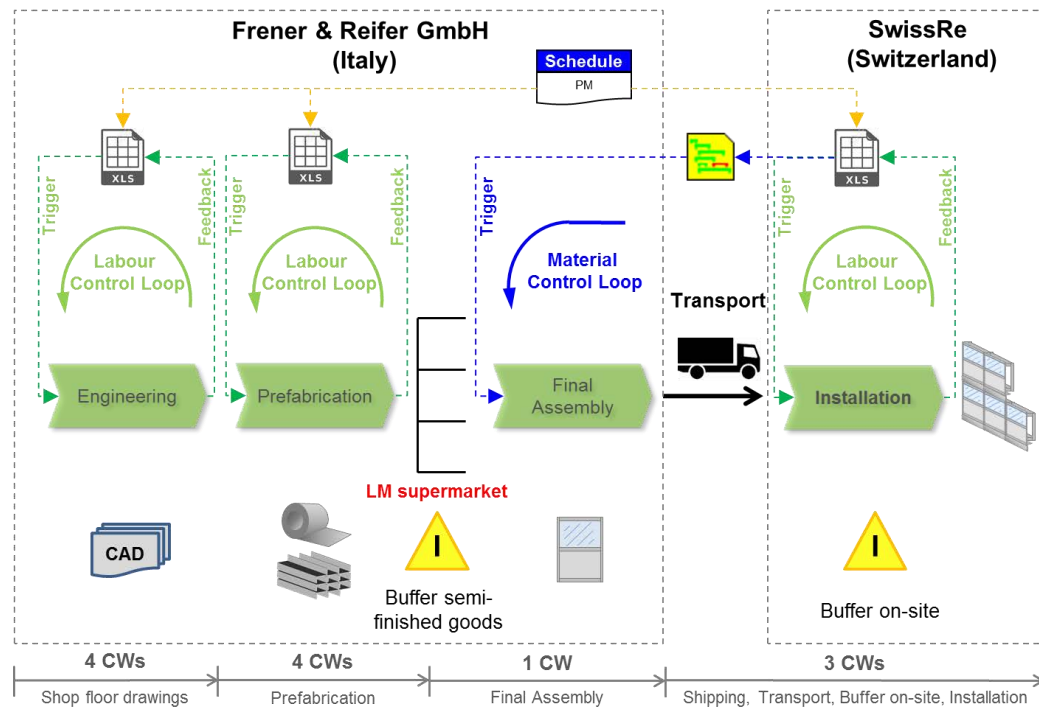 Frener & Reifer GmbH
(Italy)
SwissRe
(Switzerland)
Schedule
PM
XLS
XLS
XLS
Trigger
Feedback
Trigger
Feedback
Trigger
Trigger
Feedback
Labour
Control Loop
Labour
Control Loop
Material
Control Loop
Labour
Control Loop
Transport
Engineering
Prefabrication
Final
Assembly
Installation
LM supermarket
CAD
I
I
Buffer semi-
finished goods
Buffer on-site
4 CWs
4 CWs
1 CW
3 CWs
Shop floor drawings
Prefabrication
Final Assembly
Shipping, Transport, Buffer on-site, Installation